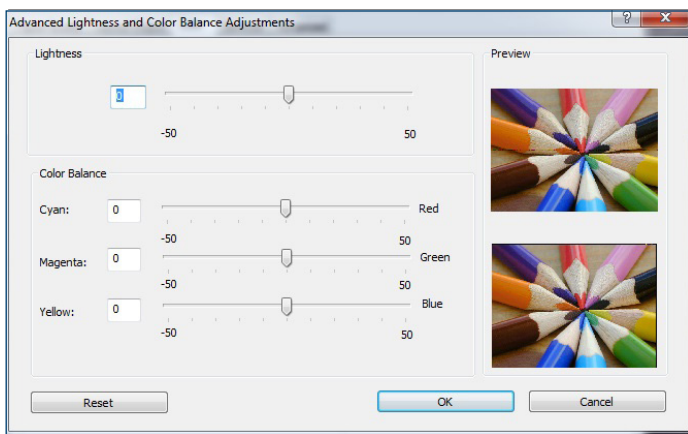 Advanced Lightness and Color Balance Adjustments
Lightness
0
-50 50
Color Balance
Cyan: 0 Red
-50 50
Magenta: 0 Green
-50 50
Yellow: 0 Blue
-50 50
Preview
Reset OK Cancel